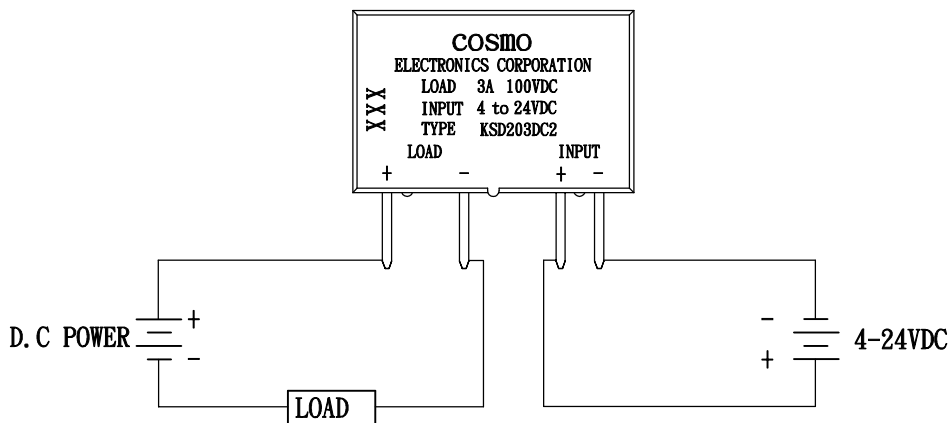 COSMO
ELECTRONICS CORPORATION
LOAD 3A 100VDC
INPUT 4 to 24VDC
TYPE KSD203DC2
XXX
LOAD INPUT
+ - + -
D.C POWER
+
-
LOAD
-
+
4-24VDC